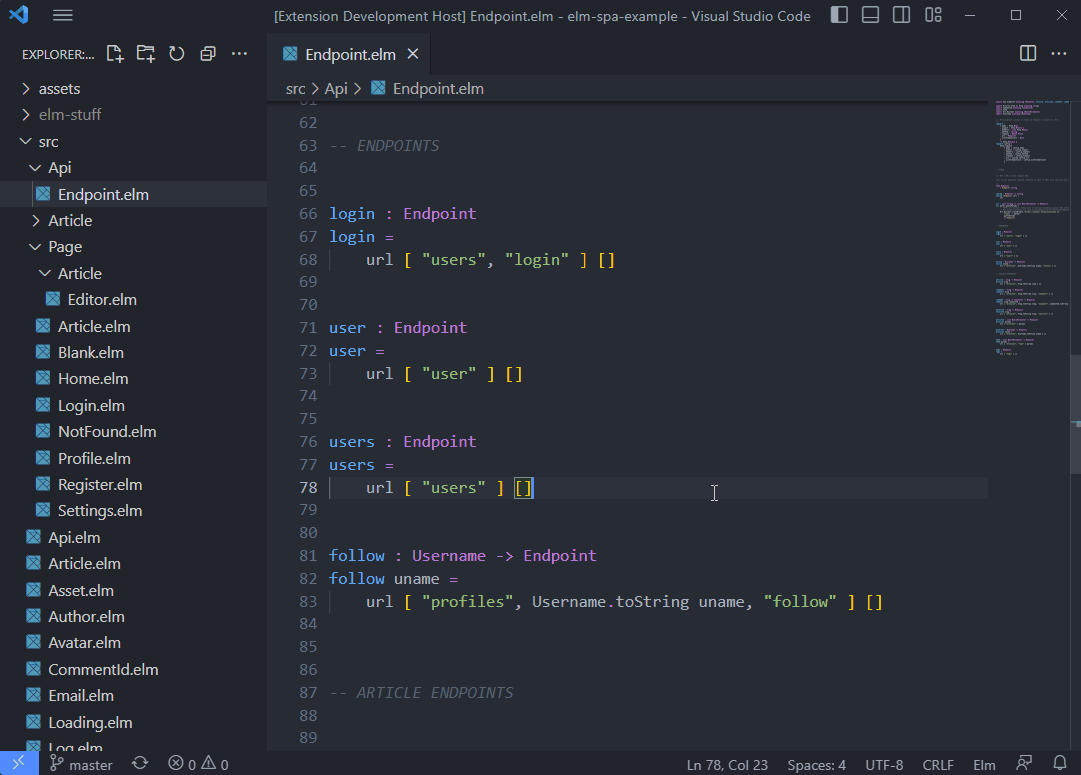 [Extension Development Host] Endpoint.elm - elm-spa-example - Visual Studio Code
EXPLORER:...
assets
elm-stuff
src
Api
Endpoint.elm
Article
Page
Article
Editor.elm
Article.elm
Blank.elm
Home.elm
Login.elm
NotFound.elm
Profile.elm
Register.elm
Settings.elm
Api.elm
Article.elm
Asset.elm
Author.elm
Avatar.elm
CommentId.elm
Email.elm
Loading.elm
Log.elm
Endpoint.elm
src > Api > Endpoint.elm
61
62
63 -- ENDPOINTS
64
65
66 login : Endpoint
67 login =
68 url [ "users", "login" ] []
69
70
71 user : Endpoint
72 user =
73 url [ "user" ] []
74
75
76 users : Endpoint
77 users =
78 url [ "users" ] []
79
80
81 follow : Username -> Endpoint
82 follow uname =
83 url [ "profiles", Username.toString uname, "follow" ] []
84
85
86
87 -- ARTICLE ENDPOINTS
88
89
master 0 0 Ln 78, Col 23 Spaces: 4 UTF-8 CRLF Elm